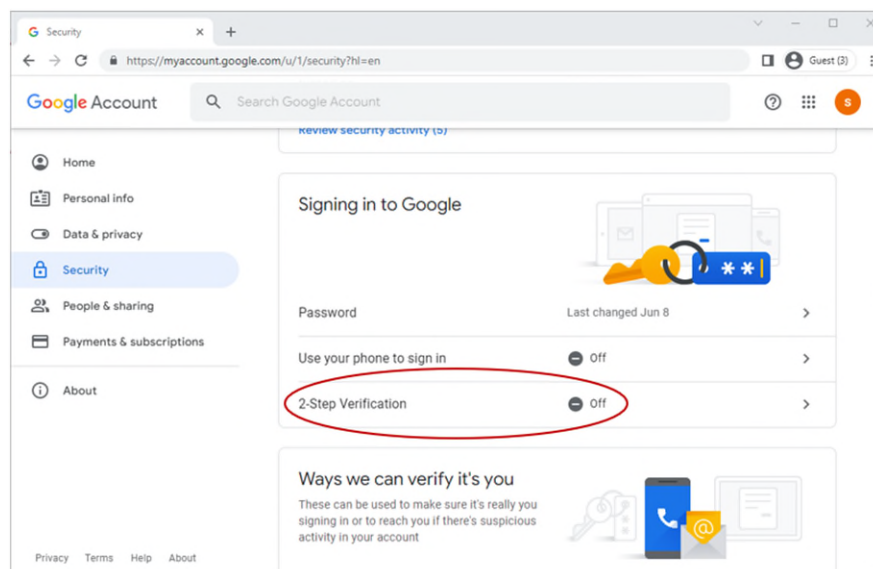 Security
https://myaccount.google.com/u/1/security?hl=en
Guest (3)
Google Account
Search Google Account
S
Review security activity (5)
Home
Personal info
Data & privacy
Security
People & sharing
Payments & subscriptions
About
Signing in to Google
Password Last changed Jun 8
Use your phone to sign in Off
2-Step Verification Off
Ways we can verify it's you
These can be used to make sure it's really you
signing in or to reach you if there's suspicious
activity in your account
Privacy Terms Help About